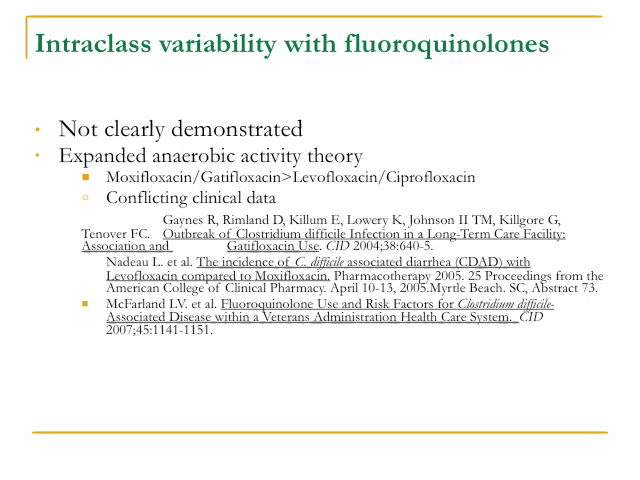 Intraclass variability with fluoroquinolones
• Not clearly demonstrated
• Expanded anaerobic activity theory
■ Moxifloxacin/Gatifloxacin>Levofloxacin/Ciprofloxacin
○ Conflicting clinical data
Gaynes R, Rimland D, Killum E, Lowery K, Johnson II TM, Killgore G,
Tenover FC. Outbreak of Clostridium difficile Infection in a Long-Term Care Facility:
Association and Gatifloxacin Use. CID 2004;38:640-5.
Nadeau L. et al. The incidence of C. difficile associated diarrhea (CDAD) with
Levofloxacin compared to Moxifloxacin. Pharmacotherapy 2005. 25 Proceedings from the
American College of Clinical Pharmacy. April 10-13, 2005.Myrtle Beach. SC, Abstract 73.
■ McFarland LV. et al. Fluoroquinolone Use and Risk Factors for Clostridium difficile-
Associated Disease within a Veterans Administration Health Care System. CID
2007;45:1141-1151.